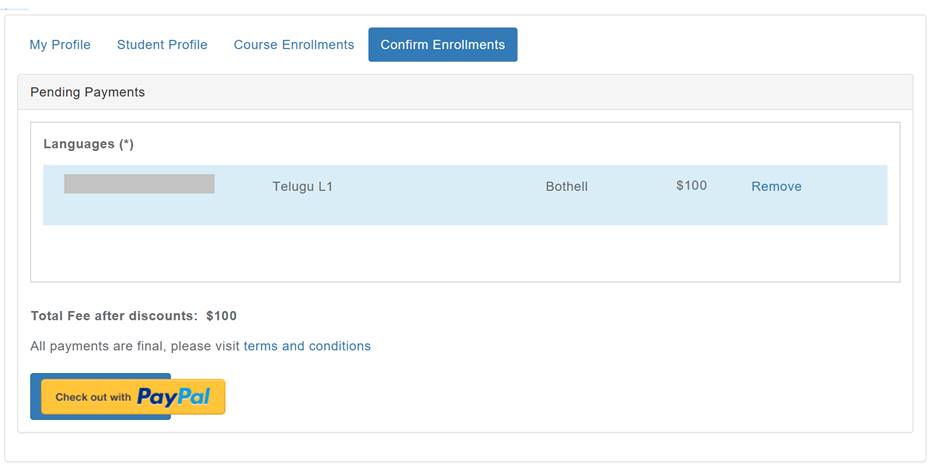 My Profile Student Profile Course Enrollments Confirm Enrollments
Pending Payments
Languages (*)
Telugu L1 Bothell $100 Remove
Total Fee after discounts: $100
All payments are final, please visit terms and conditions
Check out with PayPal